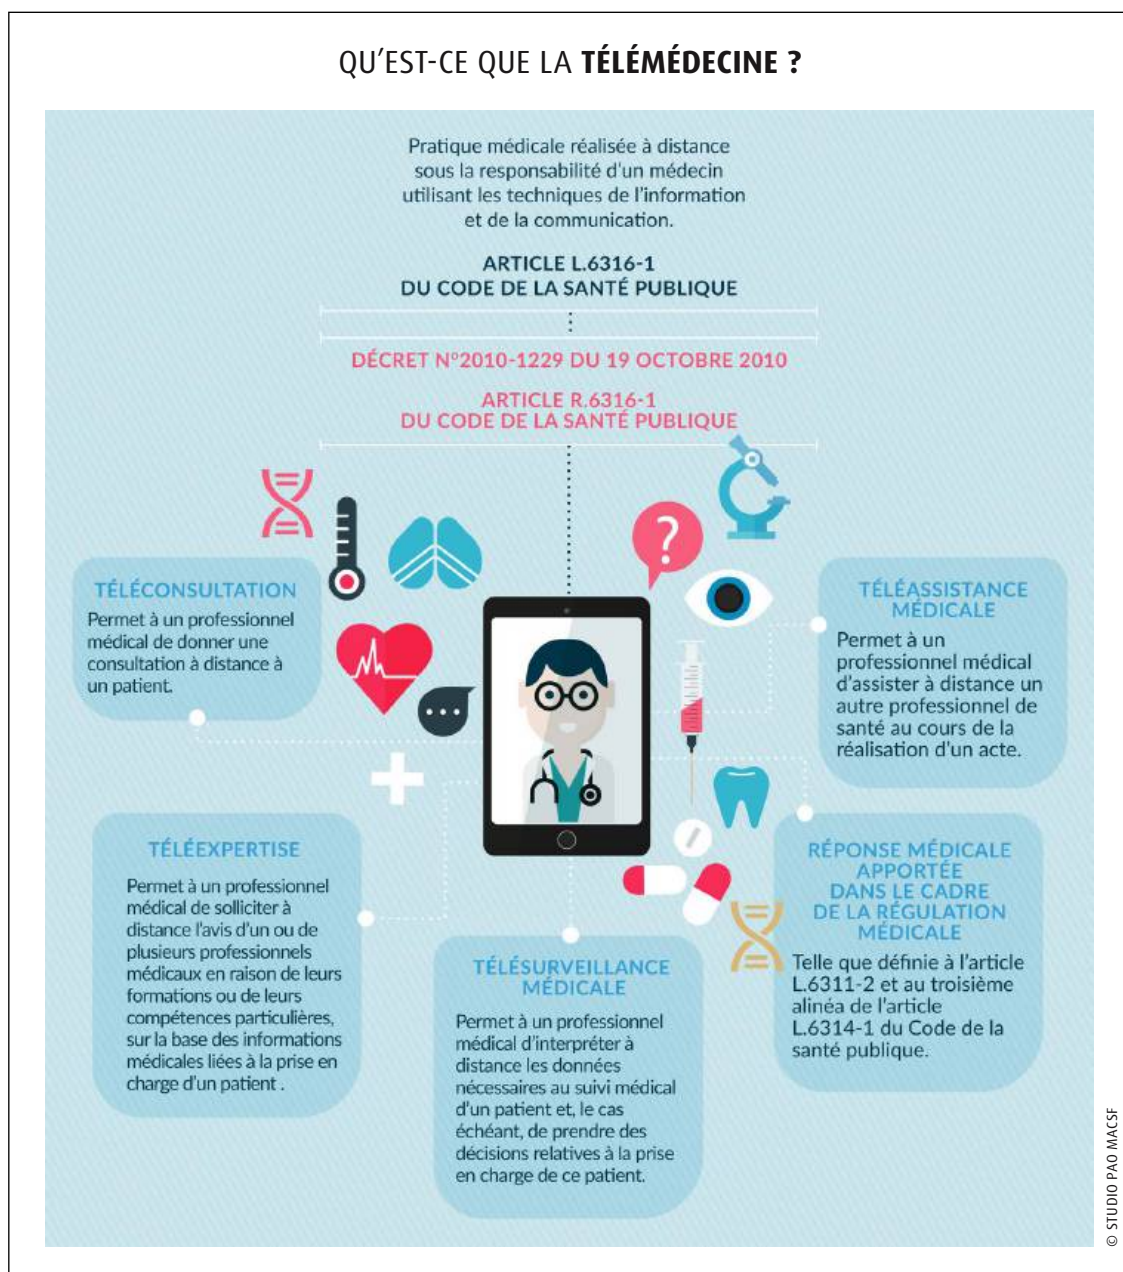 QU’EST-CE QUE LA TÉLÉMÉDECINE ?
Pratique médicale réalisée à distance
sous la responsabilité d’un médecin
utilisant les techniques de l’information
et de la communication.
ARTICLE L.6316-1
DU CODE DE LA SANTÉ PUBLIQUE
DÉCRET Nº2010-1229 DU 19 OCTOBRE 2010
ARTICLE R.6316-1
DU CODE DE LA SANTÉ PUBLIQUE
?
TÉLÉCONSULTATION
Permet à un professionnel
médical de donner une
consultation à distance à
un patient.
TÉLÉASSISTANCE
MÉDICALE
Permet à un
professionnel médical
d’assister à distance un
autre professionnel de
santé au cours de la
réalisation d’un acte.
TÉLÉEXPERTISE
Permet à un professionnel
médical de solliciter à
distance l’avis d’un ou de
plusieurs professionnels
médicaux en raison de leurs
formations ou de leurs
compétences particulières,
sur la base des informations
médicales liées à la prise en
charge d’un patient .
TÉLÉSURVEILLANCE
MÉDICALE
Permet à un professionnel
médical d’interpréter à
distance les données
nécessaires au suivi médical
d’un patient et, le cas
échéant, de prendre des
décisions relatives à la prise
en charge de ce patient.
RÉPONSE MÉDICALE
APPORTÉE
DANS LE CADRE
DE LA RÉGULATION
MÉDICALE
Telle que définie à l’article
L.6311-2 et au troisième
alinéa de l’article
L.6314-1 du Code de la
santé publique.
© STUDIO PAO MACSF